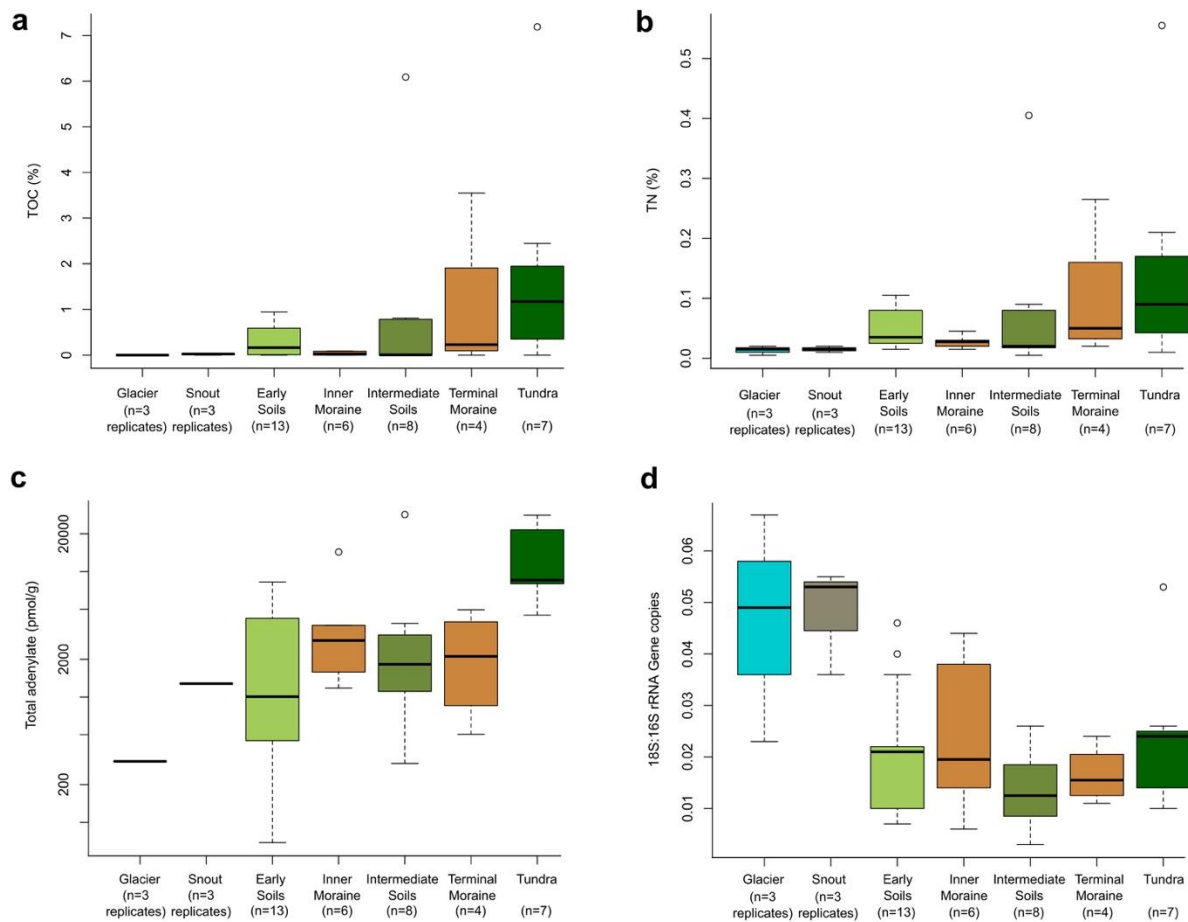 a
7
6
5
4
3
2
1
0
TOC (%)
Glacier
(n=3
replicates)
Snout
(n=3
replicates)
Early
Soils
(n=13)
Inner
Moraine
(n=6)
Intermediate
Soils
(n=8)
Terminal
Moraine
(n=4)
Tundra
(n=7)
b
0.5
0.4
0.3
0.2
0.1
0.0
TN (%)
Glacier
(n=3
replicates)
Snout
(n=3
replicates)
Early
Soils
(n=13)
Inner
Moraine
(n=6)
Intermediate
Soils
(n=8)
Terminal
Moraine
(n=4)
Tundra
(n=7)
c
20000
2000
200
Total adenylate (pmol/g)
Glacier
(n=3
replicates)
Snout
(n=3
replicates)
Early
Soils
(n=13)
Inner
Moraine
(n=6)
Intermediate
Soils
(n=8)
Terminal
Moraine
(n=4)
Tundra
(n=7)
d
0.06
0.05
0.04
0.03
0.02
0.01
18S:16S rRNA Gene copies
Glacier
(n=3
replicates)
Snout
(n=3
replicates)
Early
Soils
(n=13)
Inner
Moraine
(n=6)
Intermediate
Soils
(n=8)
Terminal
Moraine
(n=4)
Tundra
(n=7)